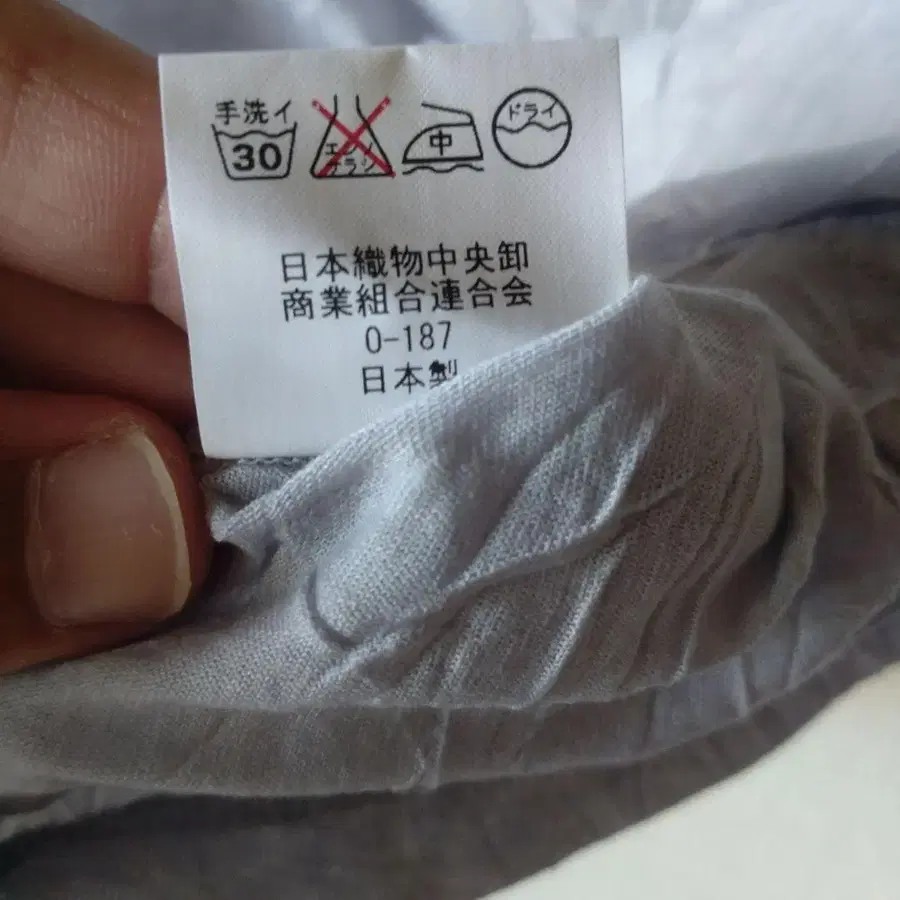 手洗イ
30
エンソ
チラシ
中
ドライ
日本織物中央卸
商業組合連合会
0-187
日本製